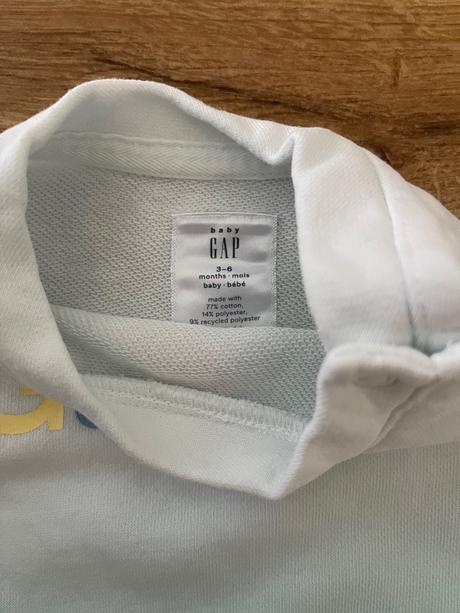 baby
GAP
3–6
months · mois
baby · bébé
made with
77% cotton,
14% polyester,
9% recycled polyester